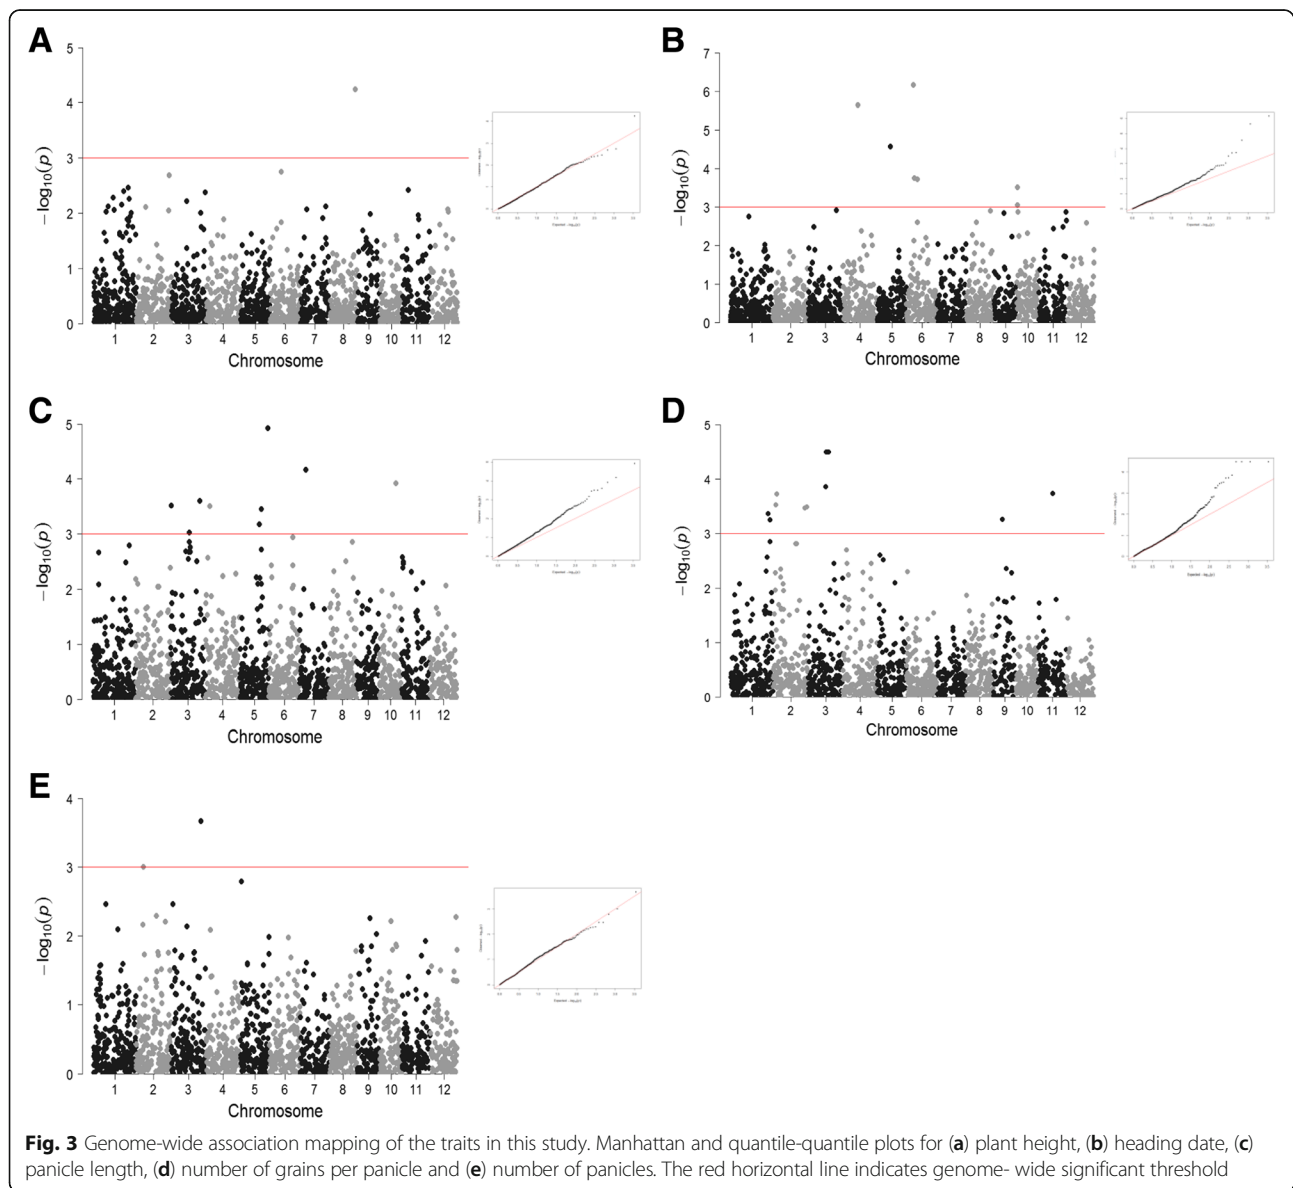 A
5
4
3
2
1
0
−log10(p)
1 2 3 4 5 6 7 8 9 10 11 12
Chromosome
B
7
6
5
4
3
2
1
0
−log10(p)
1 2 3 4 5 6 7 8 9 10 11 12
Chromosome
C
5
4
3
2
1
0
−log10(p)
1 2 3 4 5 6 7 8 9 10 11 12
Chromosome
D
5
4
3
2
1
0
−log10(p)
1 2 3 4 5 6 7 8 9 10 11 12
Chromosome
E
4
3
2
1
0
−log10(p)
1 2 3 4 5 6 7 8 9 10 11 12
Chromosome
Fig. 3 Genome-wide association mapping of the traits in this study. Manhattan and quantile-quantile plots for (a) plant height, (b) heading date, (c)
panicle length, (d) number of grains per panicle and (e) number of panicles. The red horizontal line indicates genome- wide significant threshold